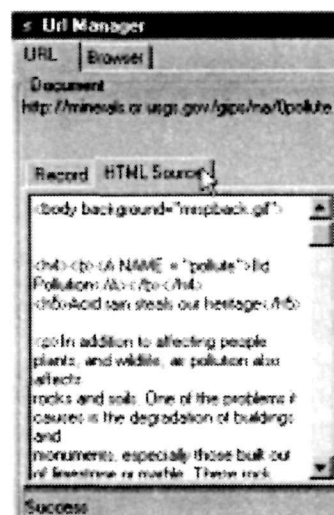 Url Manager
URL Browser
Document
http://minerals.er.usgs.gov/gips/na/0pollute
Record HTML Source
<body background="mrspback.gif">
<h4><b><A NAME = "pollute">
Pollution</A></b></h4>
<h5>Acid rain steals our heritage</h5>
<p>In addition to affecting people
plants, and wildlife, air pollution also
affects
rocks and soils. One of the problems it
causes is the degradation of buildings
and
monuments, especially those built out
of limestone or marble. These rock
Success